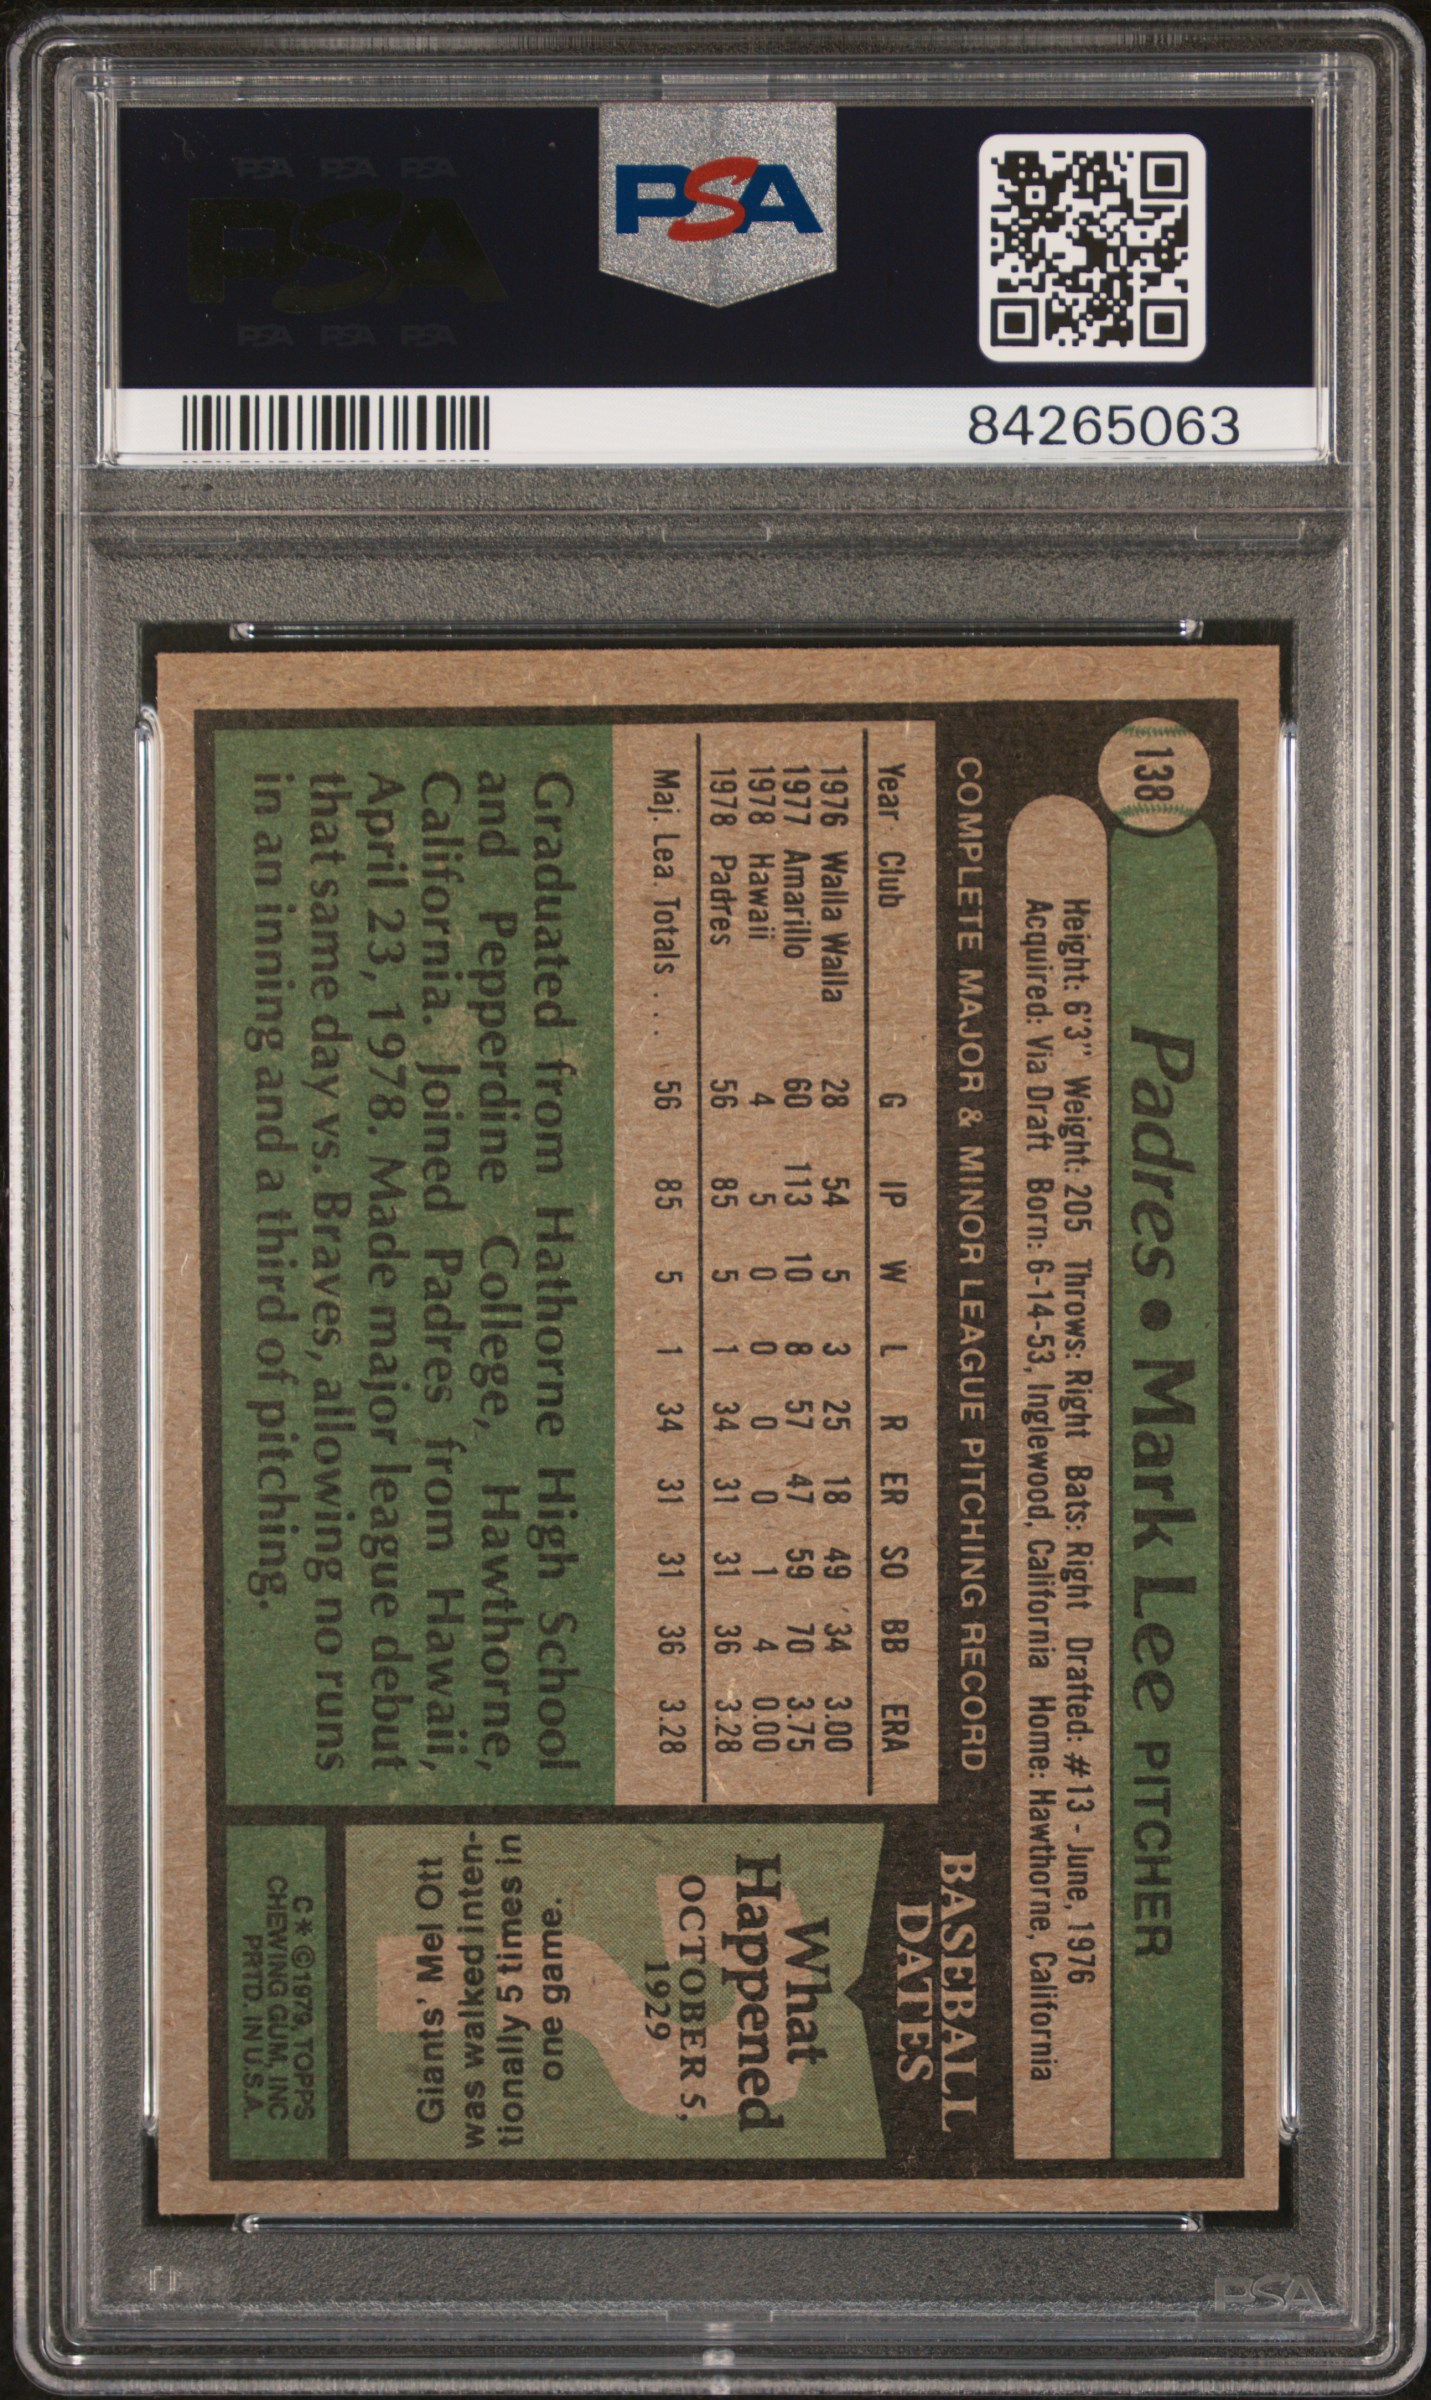 PSA PSA PSA
PSA
PSA PSA PSA
PSA
84265063
138
Padres • Mark Lee PITCHER
Height: 6'3" Weight: 205 Throws: Right Bats: Right Drafted: #13 - June, 1976
Acquired: Via Draft Born: 6-14-53, Inglewood, California Home: Hawthorne, California
COMPLETE MAJOR & MINOR LEAGUE PITCHING RECORD
Year Club G IP W L R ER SO BB ERA
1976 Walla Walla 28 54 5 3 25 18 49 34 3.00
1977 Amarillo 60 113 10 8 57 47 59 70 3.75
1978 Hawaii 4 5 0 0 0 0 1 4 0.00
1978 Padres 56 85 5 1 34 31 31 36 3.28
Maj. Lea. Totals . . . 56 85 5 1 34 31 31 36 3.28
Graduated from Hathorne High School
and Pepperdine College, Hawthorne,
California. Joined Padres from Hawaii,
April 23, 1978. Made major league debut
that same day vs. Braves, allowing no runs
in an inning and a third of pitching.
BASEBALL
DATES
What
Happened
OCTOBER 5,
1929
Giants' Mel Ott
was walked inten-
tionally 5 times in
one game.
C* ©1979, TOPPS
CHEWING GUM, INC
PRTD. IN U.S.A.
PSA